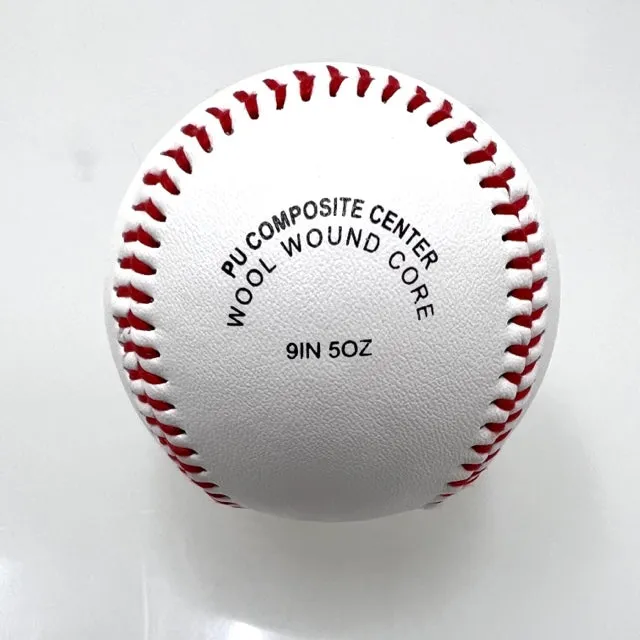 PU COMPOSITE CENTER
WOOL WOUND CORE
9IN 5OZ